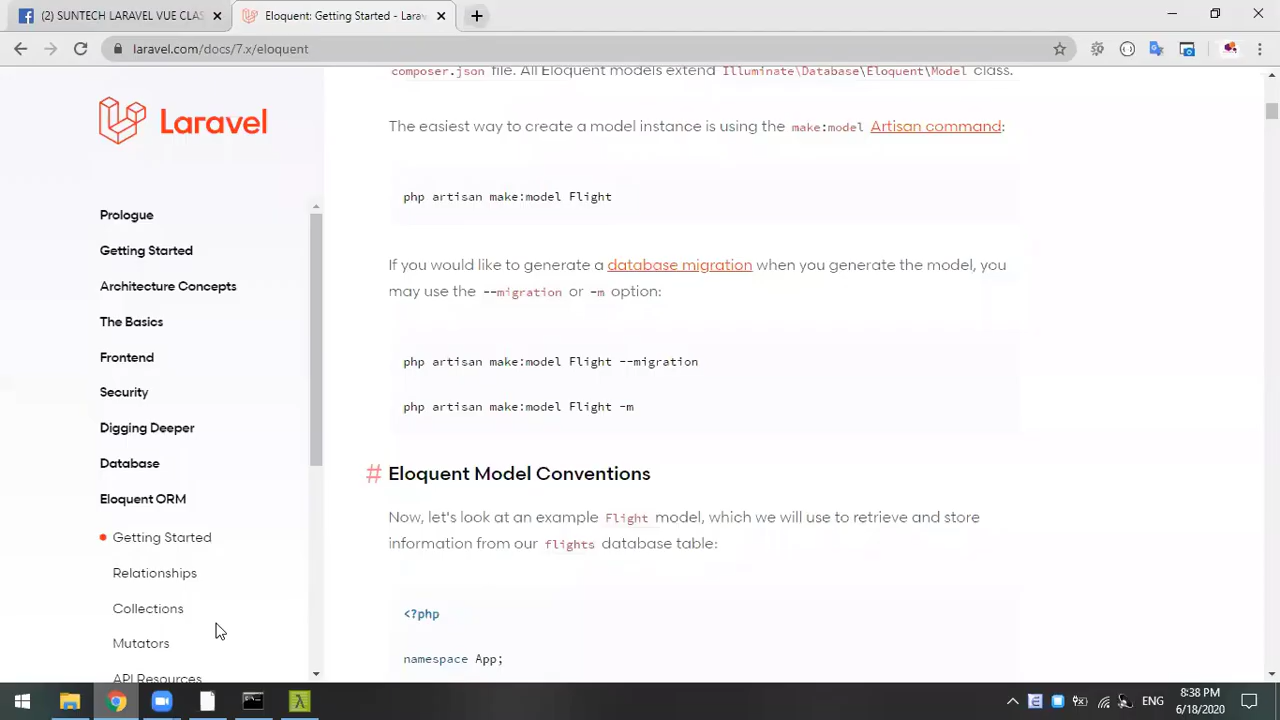 (2) SUNTECH LARAVEL VUE CLAS
Eloquent: Getting Started - Larav
laravel.com/docs/7.x/eloquent
Laravel
Prologue
Getting Started
Architecture Concepts
The Basics
Frontend
Security
Digging Deeper
Database
Eloquent ORM
Getting Started
Relationships
Collections
Mutators
API Resources
composer.json file. All Eloquent models extend Illuminate\Database\Eloquent\Model class.
The easiest way to create a model instance is using the make:model Artisan command:
php artisan make:model Flight
If you would like to generate a database migration when you generate the model, you
may use the --migration or -m option:
php artisan make:model Flight --migration
php artisan make:model Flight -m
# Eloquent Model Conventions
Now, let's look at an example Flight model, which we will use to retrieve and store
information from our flights database table:
<?php
namespace App;
ENG
8:38 PM
6/18/2020